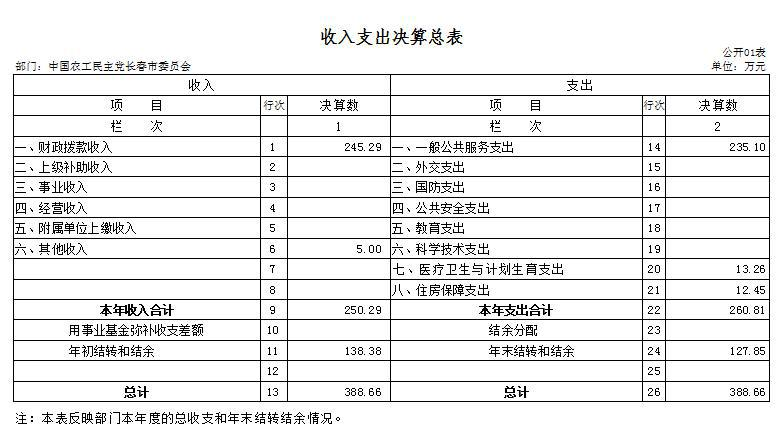 收入支出决算总表
公开01表
部门：中国农工民主党长春市委员会 单位：万元
收入 支出
项 目 行次 决算数 项 目 行次 决算数
栏 次 1 栏 次 2
一、财政拨款收入 1 245.29 一、一般公共服务支出 14 235.10
二、上级补助收入 2 二、外交支出 15
三、事业收入 3 三、国防支出 16
四、经营收入 4 四、公共安全支出 17
五、附属单位上缴收入 5 五、教育支出 18
六、其他收入 6 5.00 六、科学技术支出 19
7 七、医疗卫生与计划生育支出 20 13.26
8 八、住房保障支出 21 12.45
本年收入合计 9 250.29 本年支出合计 22 260.81
用事业基金弥补收支差额 10 结余分配 23
年初结转和结余 11 138.38 年末结转和结余 24 127.85
12 25
总计 13 388.66 总计 26 388.66
注：本表反映部门本年度的总收支和年末结转结余情况。